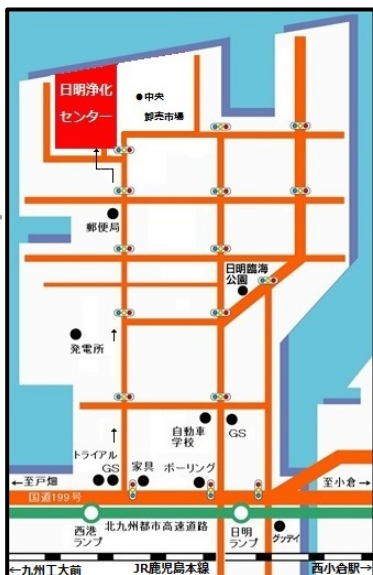 日明浄化
センター
中央
卸売市場
郵便局
日明臨海
公園
発電所
自動車
学校
GS
トライアル
GS
家具
ボーリング
←至戸畑
至小倉→
国道199号
北九州都市高速道路
西港
ランプ
日明
ランプ
グッデイ
←九州工大前
JR鹿児島本線
西小倉駅→